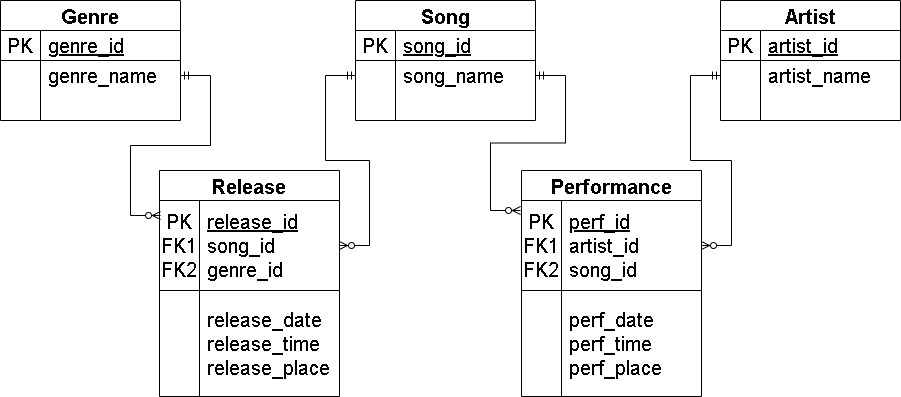 Genre
PK genre_id
genre_name
Song
PK song_id
song_name
Artist
PK artist_id
artist_name
Release
PK release_id
FK1 song_id
FK2 genre_id
release_date
release_time
release_place
Performance
PK perf_id
FK1 artist_id
FK2 song_id
perf_date
perf_time
perf_place